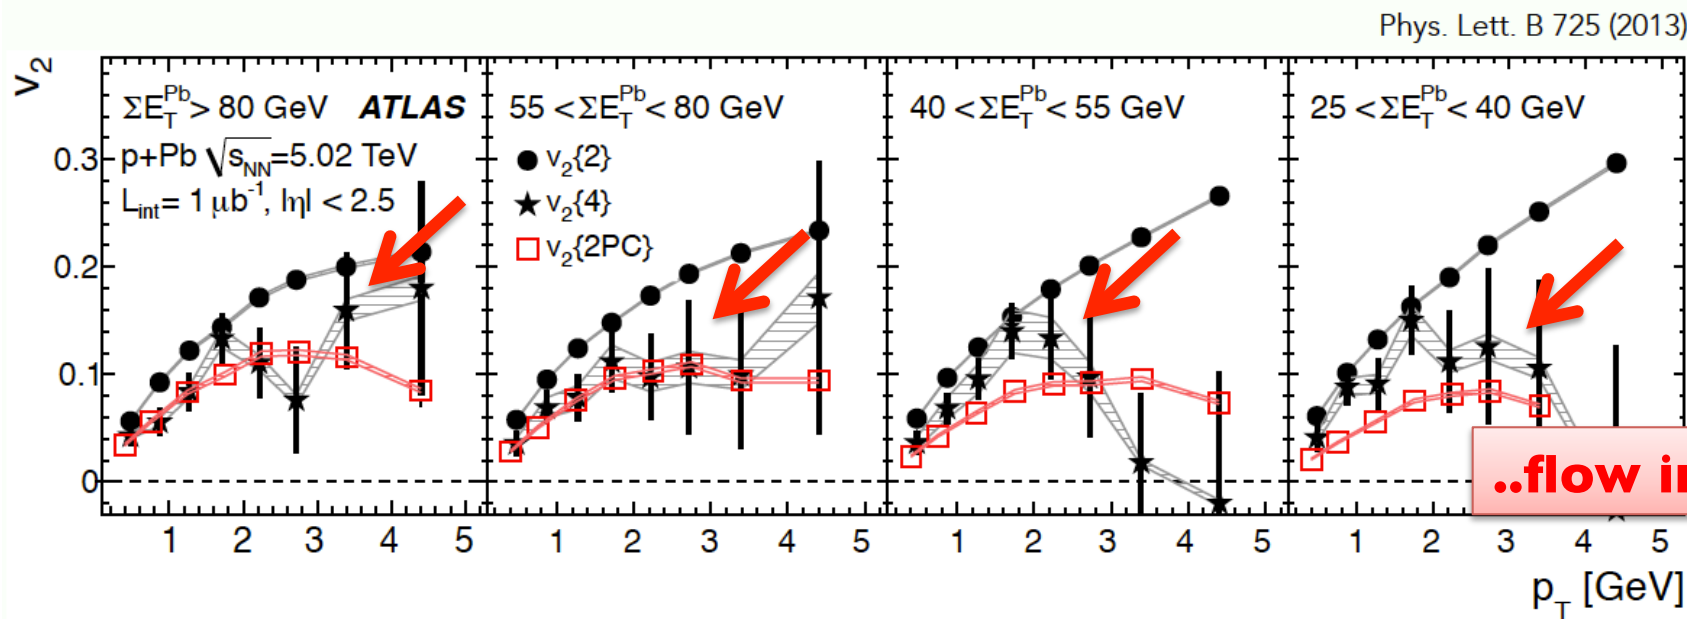 Phys. Lett. B 725 (2013)
v₂
ΣE_T^Pb > 80 GeV ATLAS
p+Pb √s_NN=5.02 TeV
L_int = 1 μb⁻¹, |η| < 2.5
55 <ΣE_T^Pb< 80 GeV
v₂{2}
v₂{4}
v₂{2PC}
40 <ΣE_T^Pb< 55 GeV
25 <ΣE_T^Pb< 40 GeV
0.3
0.2
0.1
0
..flow in
1 2 3 4 5 1 2 3 4 5 1 2 3 4 5 1 2 3 4 5
p_T [GeV]